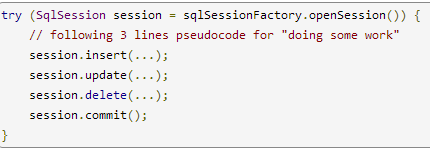 try (SqlSession session = sqlSessionFactory.openSession()) {
    // following 3 lines pseudocode for "doing some work"
    session.insert(...);
    session.update(...);
    session.delete(...);
    session.commit();
}